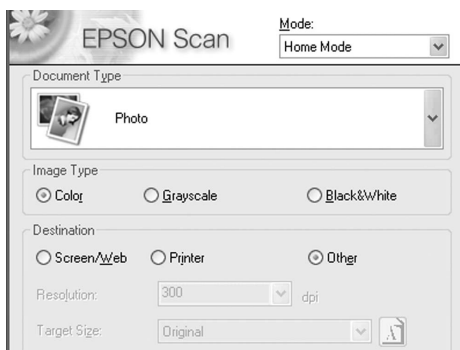 EPSON Scan
Mode:
Home Mode
Document Type
Photo
Image Type
Color Grayscale Black&White
Destination
Screen/Web Printer Other
Resolution: 300 dpi
Target Size: Original